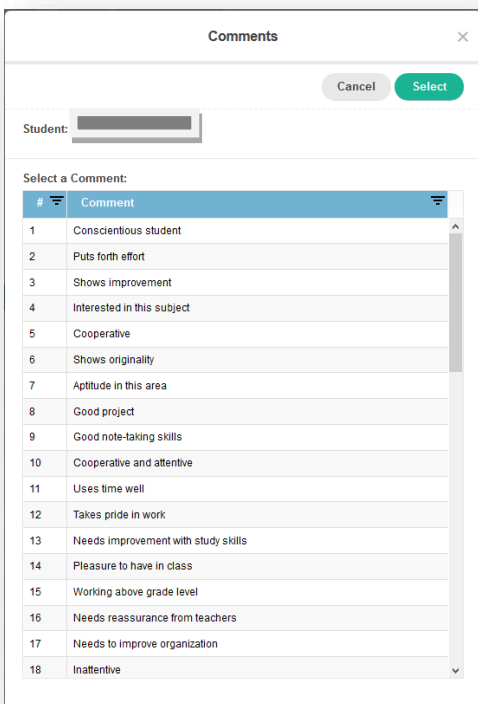 Comments ×
Cancel Select
Student:
Select a Comment:
# Comment
1 Conscientious student
2 Puts forth effort
3 Shows improvement
4 Interested in this subject
5 Cooperative
6 Shows originality
7 Aptitude in this area
8 Good project
9 Good note-taking skills
10 Cooperative and attentive
11 Uses time well
12 Takes pride in work
13 Needs improvement with study skills
14 Pleasure to have in class
15 Working above grade level
16 Needs reassurance from teachers
17 Needs to improve organization
18 Inattentive